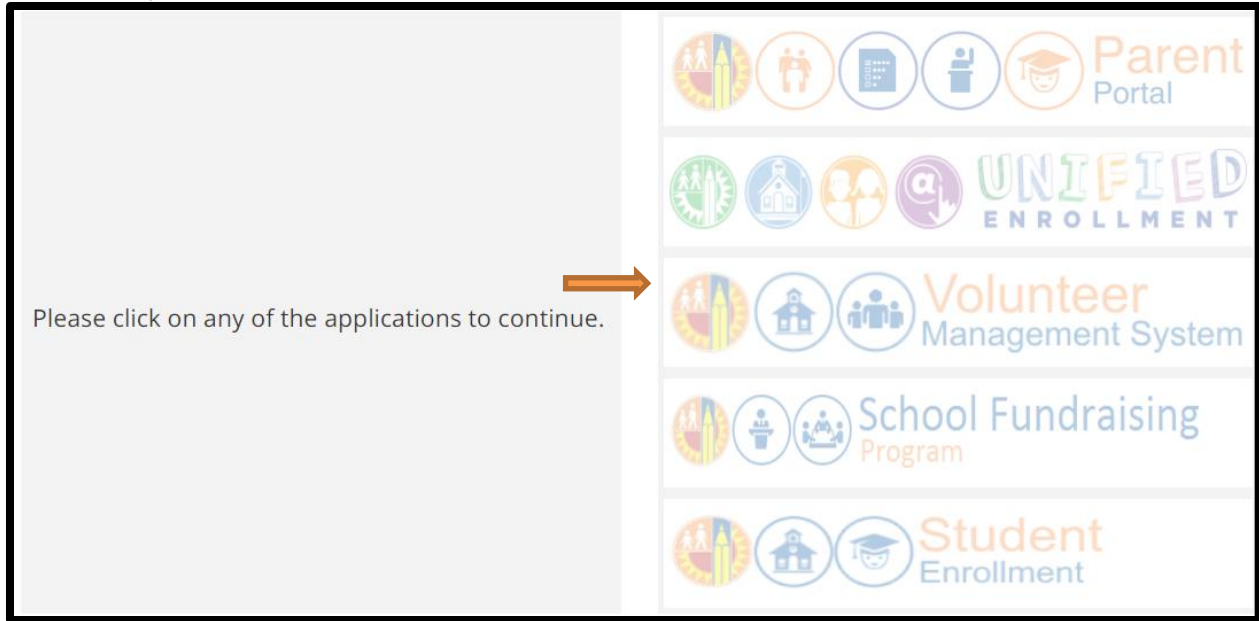 Please click on any of the applications to continue.
Parent
Portal
UNIFIED
ENROLLMENT
Volunteer
Management System
School Fundraising
Program
Student
Enrollment